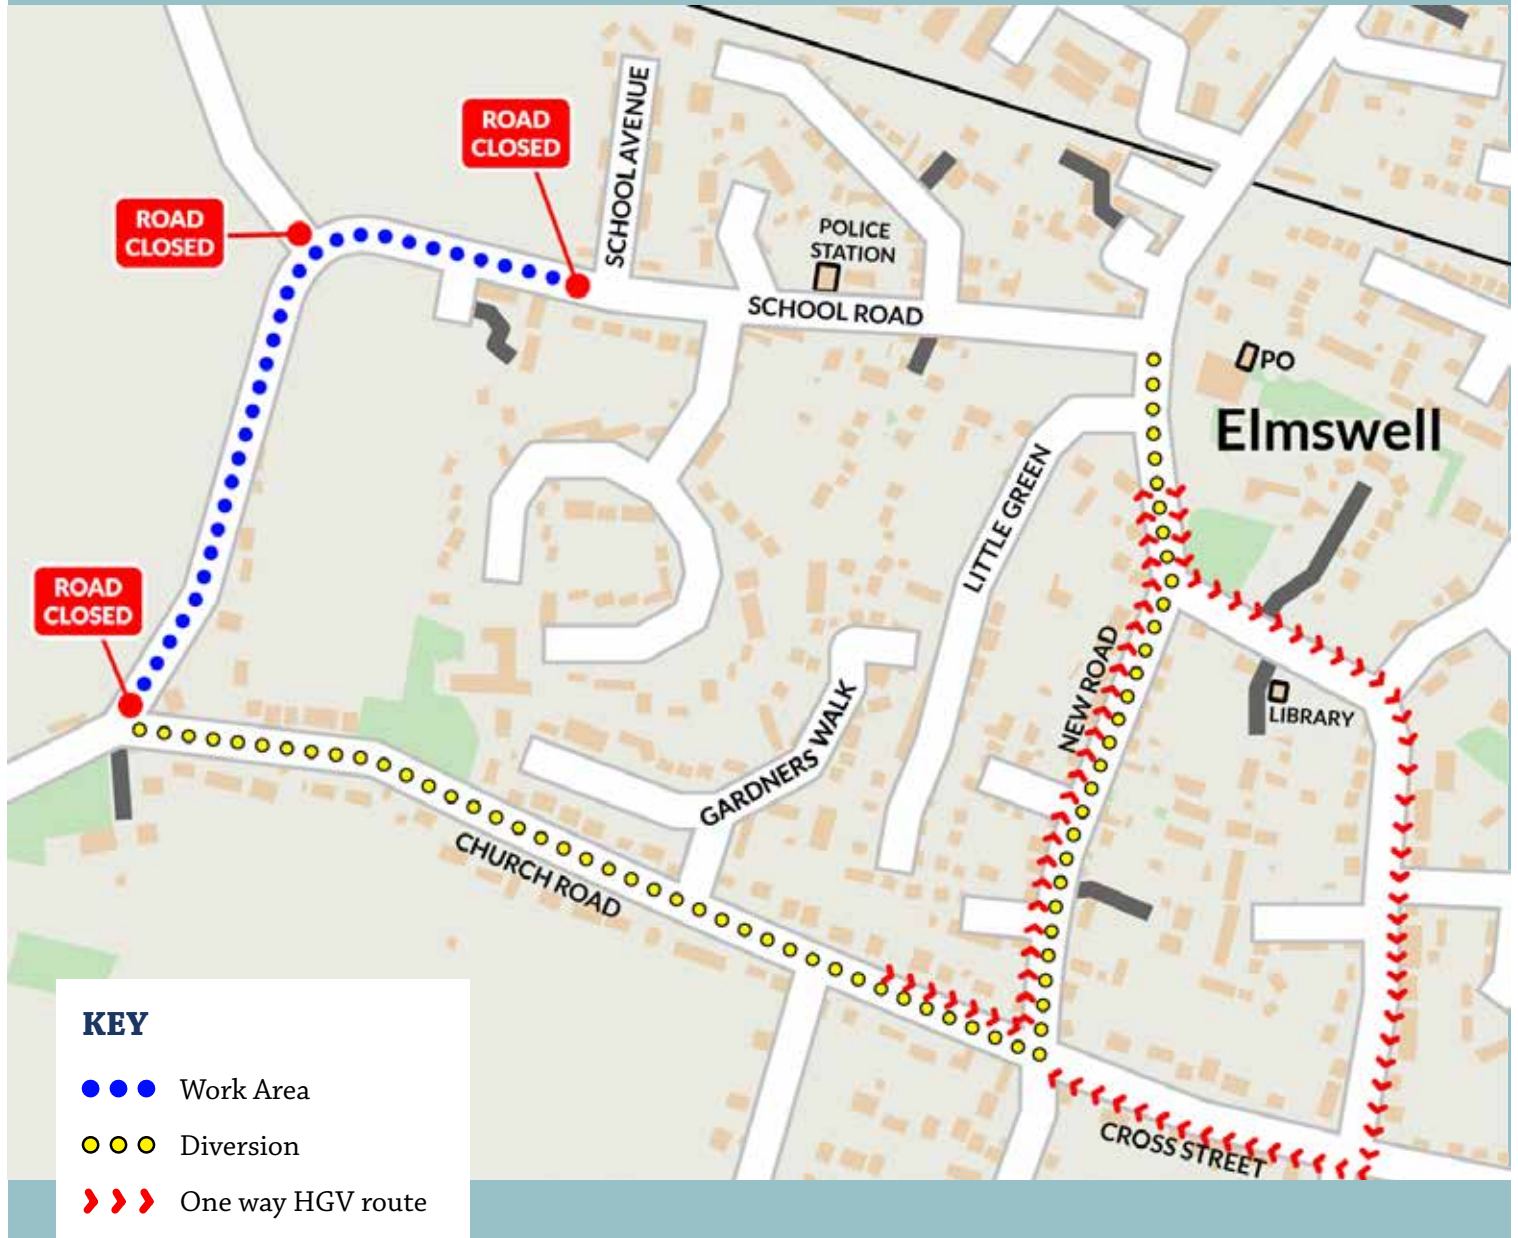 ROAD
CLOSED
SCHOOL AVENUE
ROAD
CLOSED
POLICE
STATION
SCHOOL ROAD
PO
Elmswell
LITTLE GREEN
ROAD
CLOSED
NEW ROAD
LIBRARY
GARDNERS WALK
CHURCH ROAD
CROSS STREET
KEY
Work Area
Diversion
One way HGV route